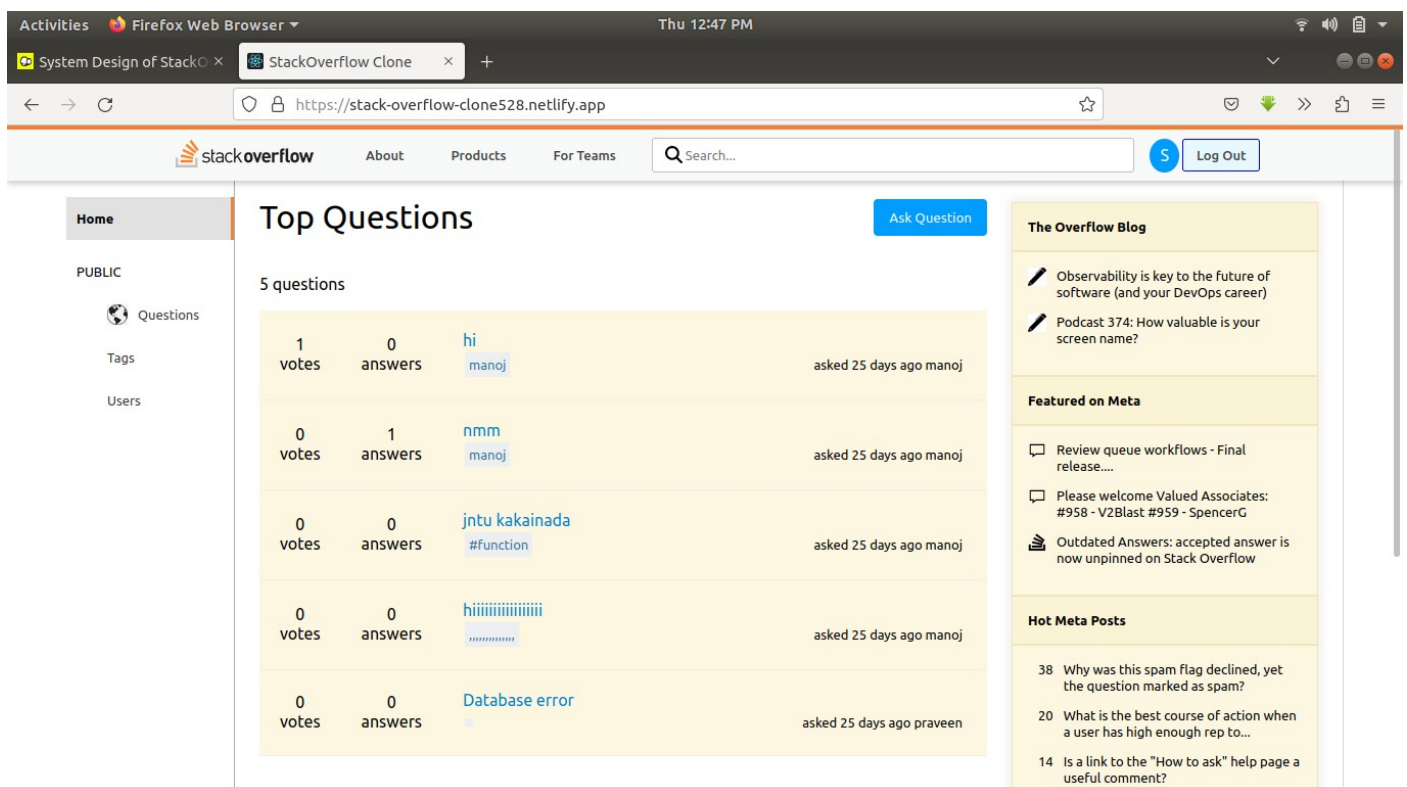 Activities Firefox Web Browser Thu 12:47 PM
System Design of StackO StackOverflow Clone
https://stack-overflow-clone528.netlify.app
stackoverflow About Products For Teams Search... S Log Out
Home
PUBLIC
Questions
Tags
Users
Top Questions
Ask Question
5 questions
1 0 hi
votes answers manoj asked 25 days ago manoj
0 1 nmm
votes answers manoj asked 25 days ago manoj
0 0 jntu kakainada
votes answers #function asked 25 days ago manoj
0 0 hiiiiiiiiiiiiiiiii
votes answers ,,,,,,,,,,,,,, asked 25 days ago manoj
0 0 Database error
votes answers asked 25 days ago praveen
The Overflow Blog
Observability is key to the future of
software (and your DevOps career)
Podcast 374: How valuable is your
screen name?
Featured on Meta
Review queue workflows - Final
release....
Please welcome Valued Associates:
#958 - V2Blast #959 - SpencerG
Outdated Answers: accepted answer is
now unpinned on Stack Overflow
Hot Meta Posts
38 Why was this spam flag declined, yet
the question marked as spam?
20 What is the best course of action when
a user has high enough rep to...
14 Is a link to the "How to ask" help page a
useful comment?